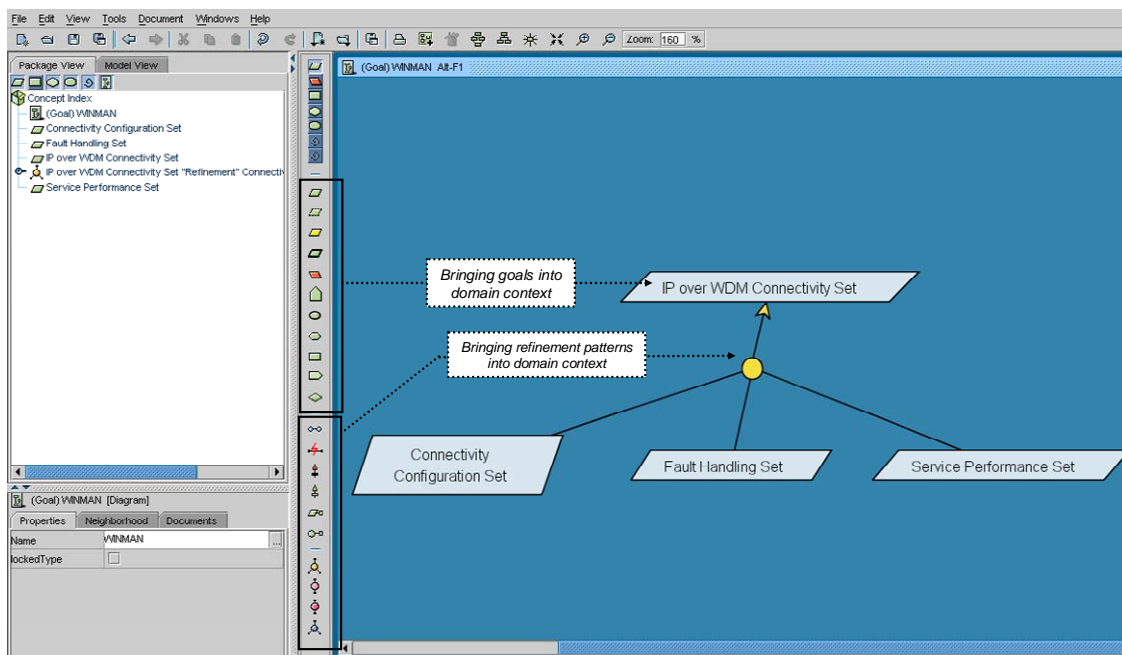 File Edit View Tools Document Windows Help
Zoom: 160 %
Package View Model View
Concept Index
(Goal) WINMAN
Connectivity Configuration Set
Fault Handling Set
IP over WDM Connectivity Set
IP over WDM Connectivity Set "Refinement" Connectiv
Service Performance Set
(Goal) WINMAN [Diagram]
Properties Neighborhood Documents
Name WINMAN ...
lockedType
(Goal) WINMAN Alt-F1
Bringing goals into
domain context
IP over WDM Connectivity Set
Bringing refinement patterns
into domain context
Connectivity
Configuration Set
Fault Handling Set
Service Performance Set